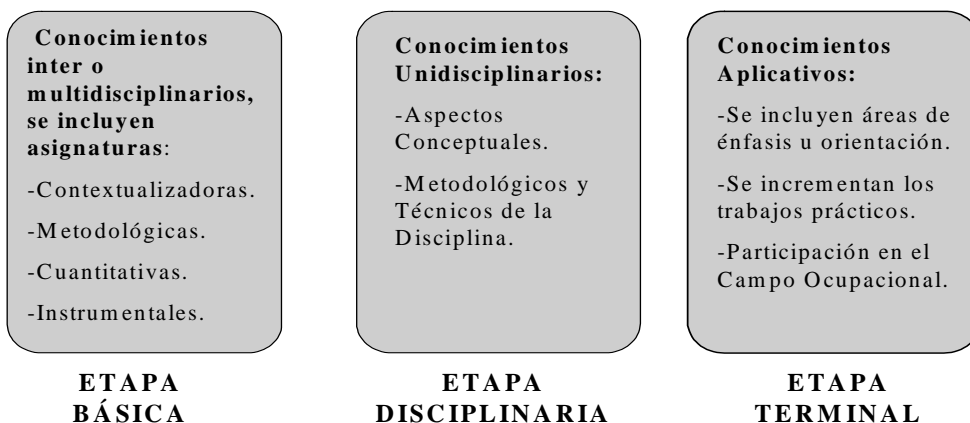 Conocimientos
inter o
multidisciplinarios,
se incluyen
asignaturas:
-Contextualizadoras.
-Metodológicas.
-Cuantitativas.
-Instrumentales.
ETAPA
BÁSICA
Conocimientos
Unidisciplinarios:
-Aspectos
Conceptuales.
-Metodológicos y
Técnicos de la
Disciplina.
ETAPA
DISCIPLINARIA
Conocimientos
Aplicativos:
-Se incluyen áreas de
énfasis u orientación.
-Se incrementan los
trabajos prácticos.
-Participación en el
Campo Ocupacional.
ETAPA
TERMINAL